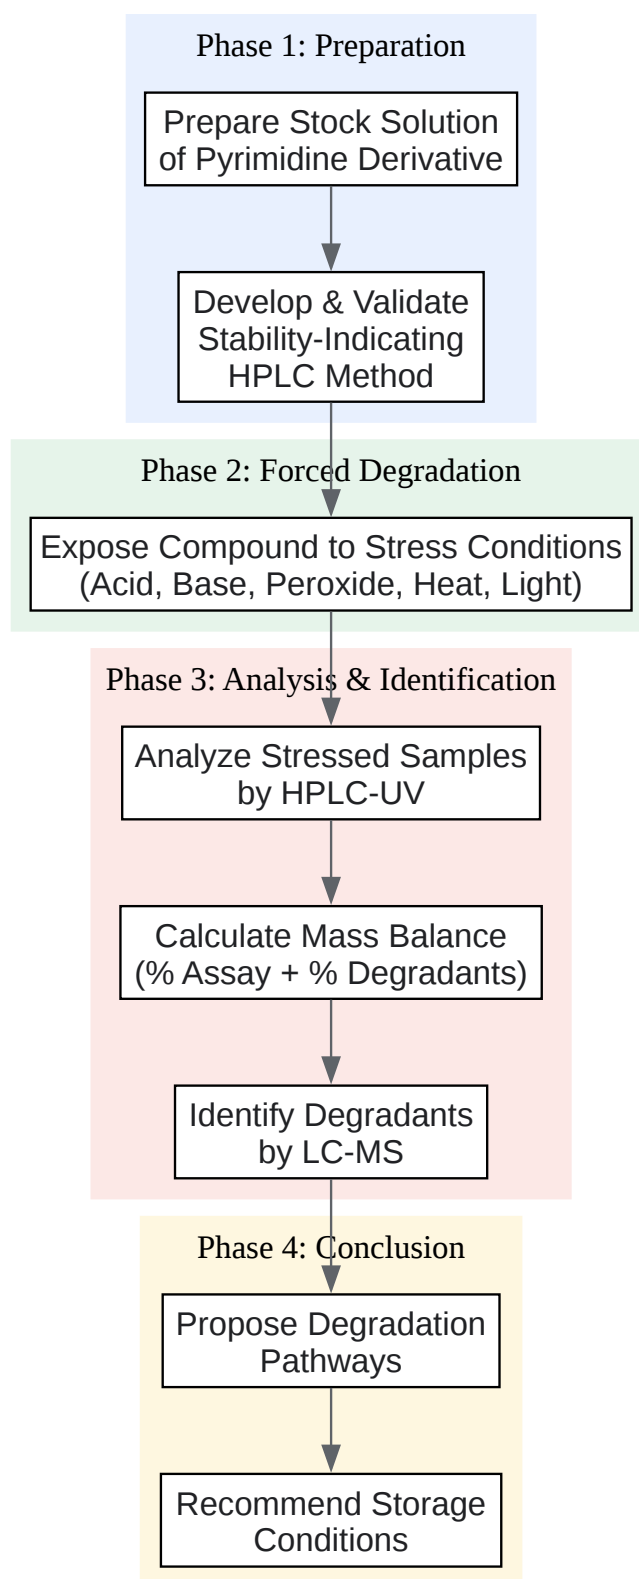 Phase 1: Preparation
Prepare Stock Solution
of Pyrimidine Derivative
Develop & Validate
Stability-Indicating
HPLC Method
Phase 2: Forced Degradation
Expose Compound to Stress Conditions
(Acid, Base, Peroxide, Heat, Light)
Phase 3: Analysis & Identification
Analyze Stressed Samples
by HPLC-UV
Calculate Mass Balance
(% Assay + % Degradants)
Identify Degradants
by LC-MS
Phase 4: Conclusion
Propose Degradation
Pathways
Recommend Storage
Conditions